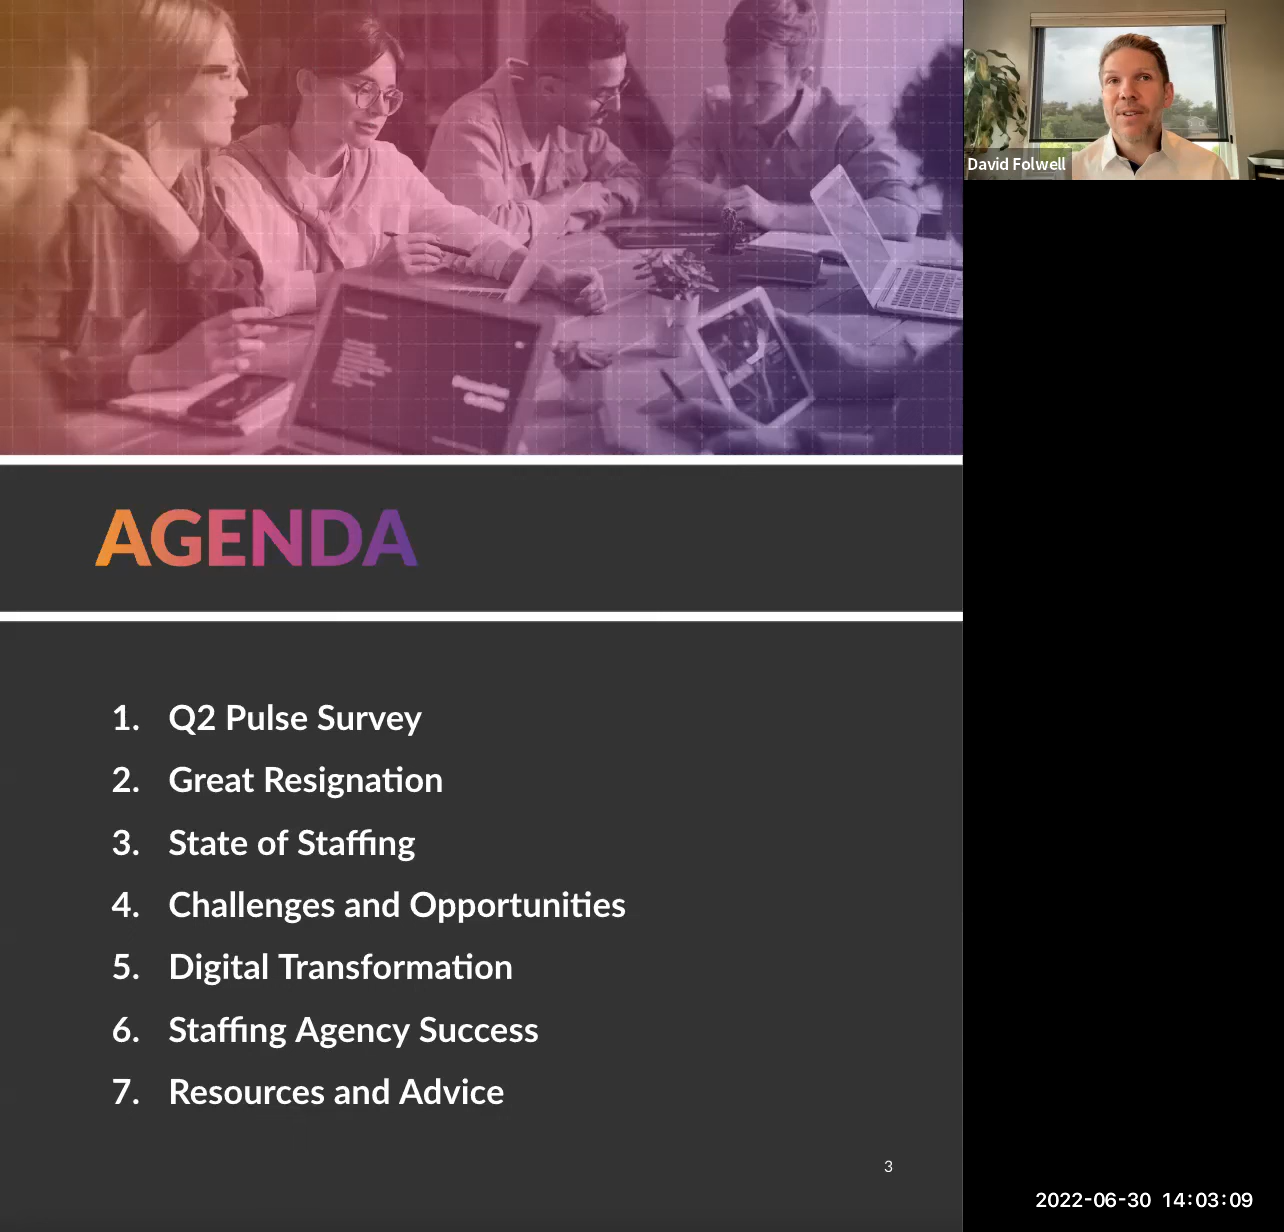 David Folwell
AGENDA
1. Q2 Pulse Survey
2. Great Resignation
3. State of Staffing
4. Challenges and Opportunities
5. Digital Transformation
6. Staffing Agency Success
7. Resources and Advice
3
2022-06-30 14:03:09